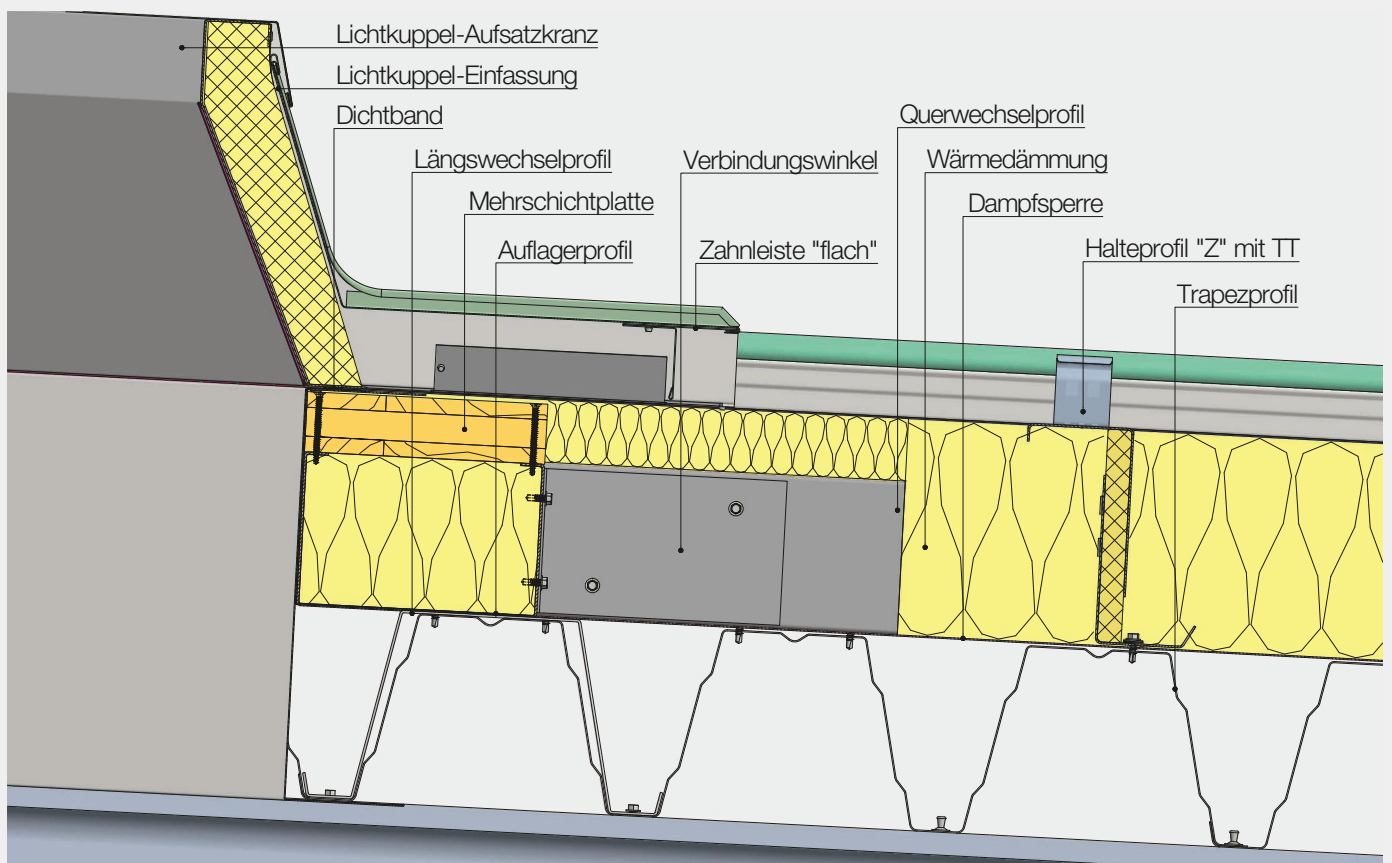 Lichtkuppel-Aufsatzkranz
Lichtkuppel-Einfassung
Dichtband
Längswechselprofil
Mehrschichtplatte
Auflagerprofil
Verbindungswinkel
Zahnleiste "flach"
Querwechselprofil
Wärmedämmung
Dampfsperre
Halteprofil "Z" mit TT
Trapezprofil